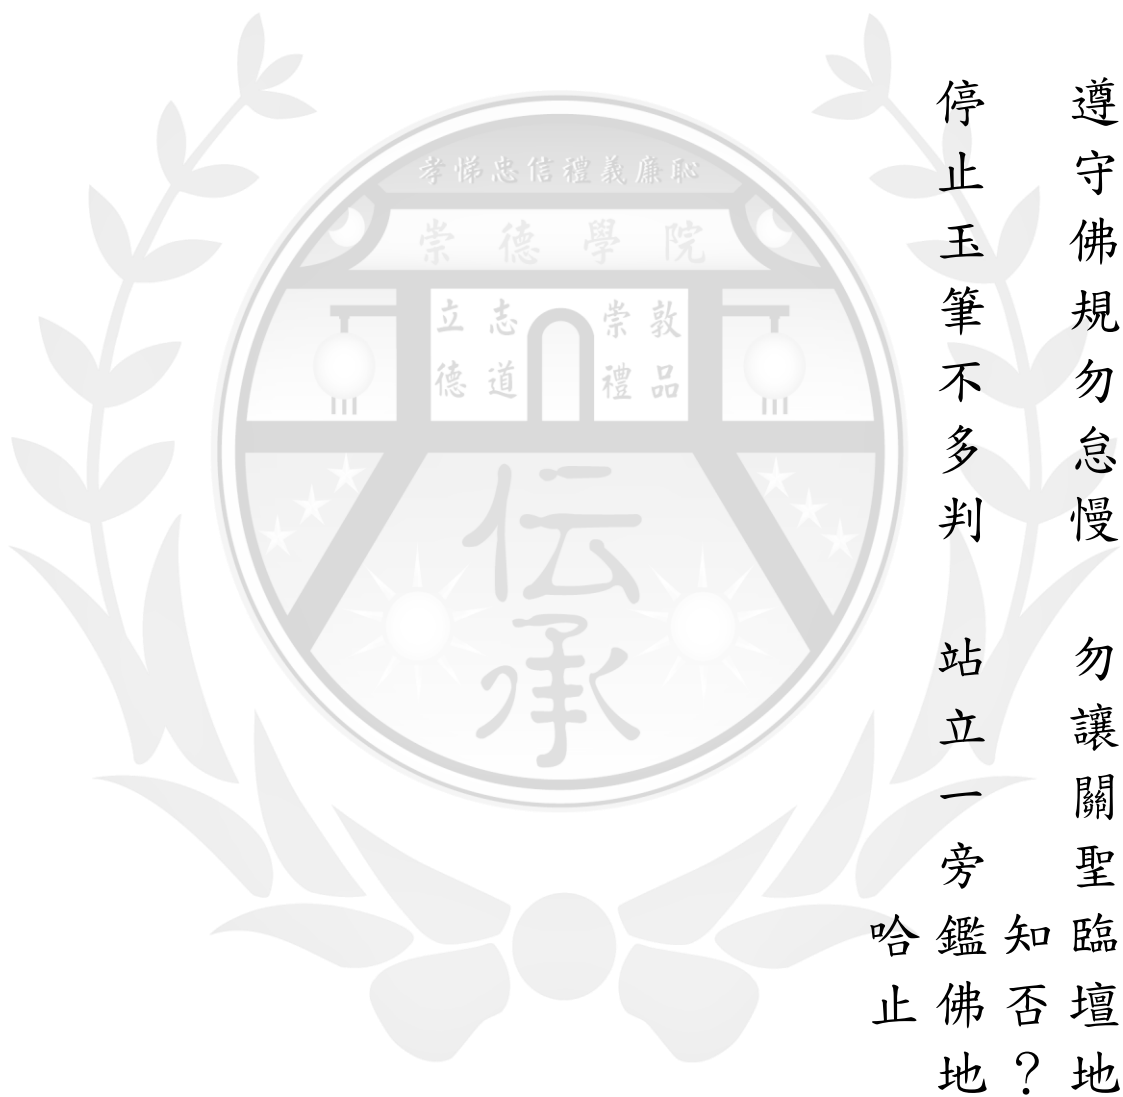 遵守佛規勿怠慢　勿讓關聖臨壇地
知否？
停止玉筆不多判　站立一旁鑑佛地
哈止
孝悌忠信禮義廉恥
崇德學院
敦品崇禮
立志道德
伝承